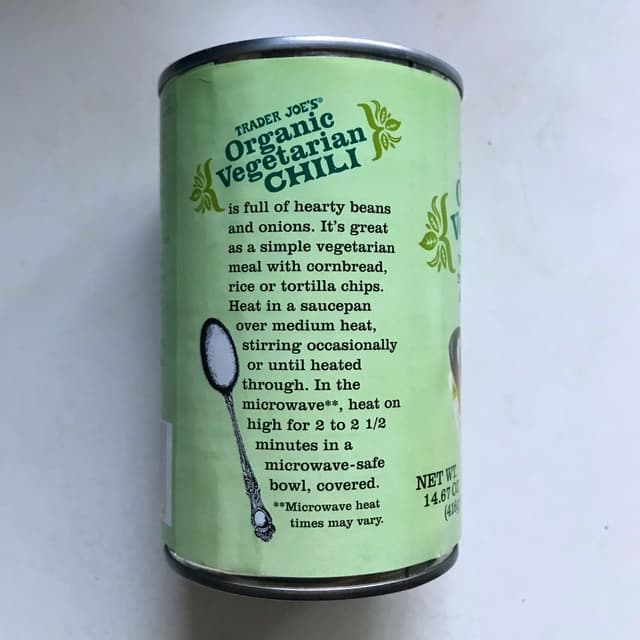 TRADER JOE'S®
Organic
Vegetarian
CHILI
is full of hearty beans
and onions. It's great
as a simple vegetarian
meal with cornbread,
rice or tortilla chips.
Heat in a saucepan
over medium heat,
stirring occasionally
or until heated
through. In the
microwave**, heat on
high for 2 to 2 1/2
minutes in a
microwave-safe
bowl, covered.
**Microwave heat
times may vary.
NET WT.
14.67